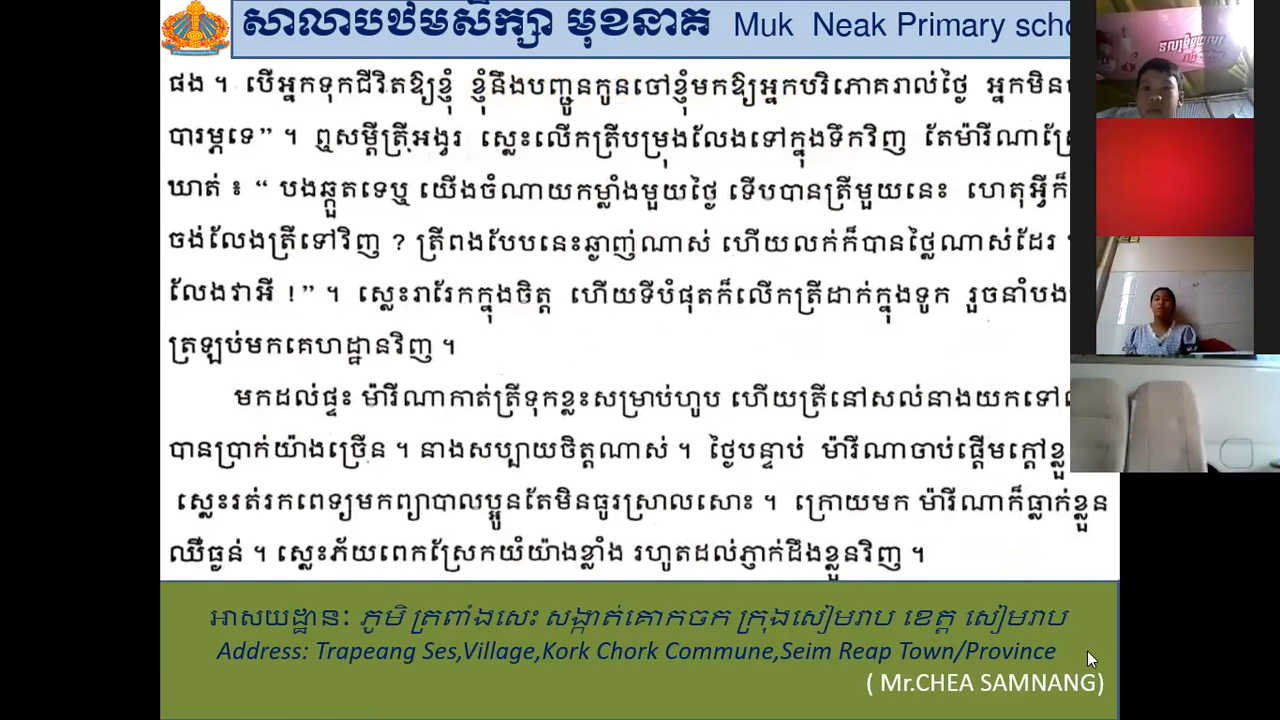 សាលាបឋមសិក្សា មុខនាគ Muk Neak Primary
ផង ។ បើអ្នកទុកជីវិតឱ្យខ្ញុំ ខ្ញុំនឹងបញ្ជូនកូនចៅខ្ញុំមកឱ្យអ្នកបរិភោគរាល់ថ្ងៃ អ្នកមិន
បារម្ភទេ” ។ ឮសម្ដីត្រីអង្វរ ស្លេះលើកត្រីបម្រុងលែងទៅក្នុងទឹកវិញ តែម៉ារីណា
ឃាត់ ៖ “ បងឆ្កួតទេឬ យើងចំណាយកម្លាំងមួយថ្ងៃ ទើបបានត្រីមួយនេះ ហេតុអ្វីក៏
ចង់លែងត្រីទៅវិញ ? ត្រីពងបែបនេះឆ្ងាញ់ណាស់ ហើយលក់ក៏បានថ្លៃណាស់ដែរ
លែងវាអី !” ។ ស្លេះរារែកក្នុងចិត្ត ហើយទីបំផុតក៏លើកត្រីដាក់ក្នុងទូក រួចនាំ
ត្រឡប់មកគេហដ្ឋានវិញ ។
មកដល់ផ្ទះ ម៉ារីណាកាត់ត្រីទុកខ្លះសម្រាប់ហូប ហើយត្រីនៅសល់នាងយកទៅ
បានប្រាក់យ៉ាងច្រើន ។ នាងសប្បាយចិត្តណាស់ ។ ថ្ងៃបន្ទាប់ ម៉ារីណាចាប់ផ្ដើមក្ដៅ
ស្លេះរត់រកពេទ្យមកព្យាបាលប្អូនតែមិនធូរស្រាលសោះ ។ ក្រោយមក ម៉ារីណាក៏ធ្លាក់ខ្លួន
ឈឺធ្ងន់ ។ ស្លេះភ័យពេកស្រែកយំយ៉ាងខ្លាំង រហូតដល់ភ្ញាក់ដឹងខ្លួនវិញ ។
អាសយដ្ឋានៈ ភូមិ ត្រពាំងសេះ សង្កាត់គោកចក ក្រុងសៀមរាប ខេត្ត សៀមរាប
Address: Trapeang Ses,Village,Kork Chork Commune,Seim Reap Town/Province
( Mr.CHEA SAMNANG)